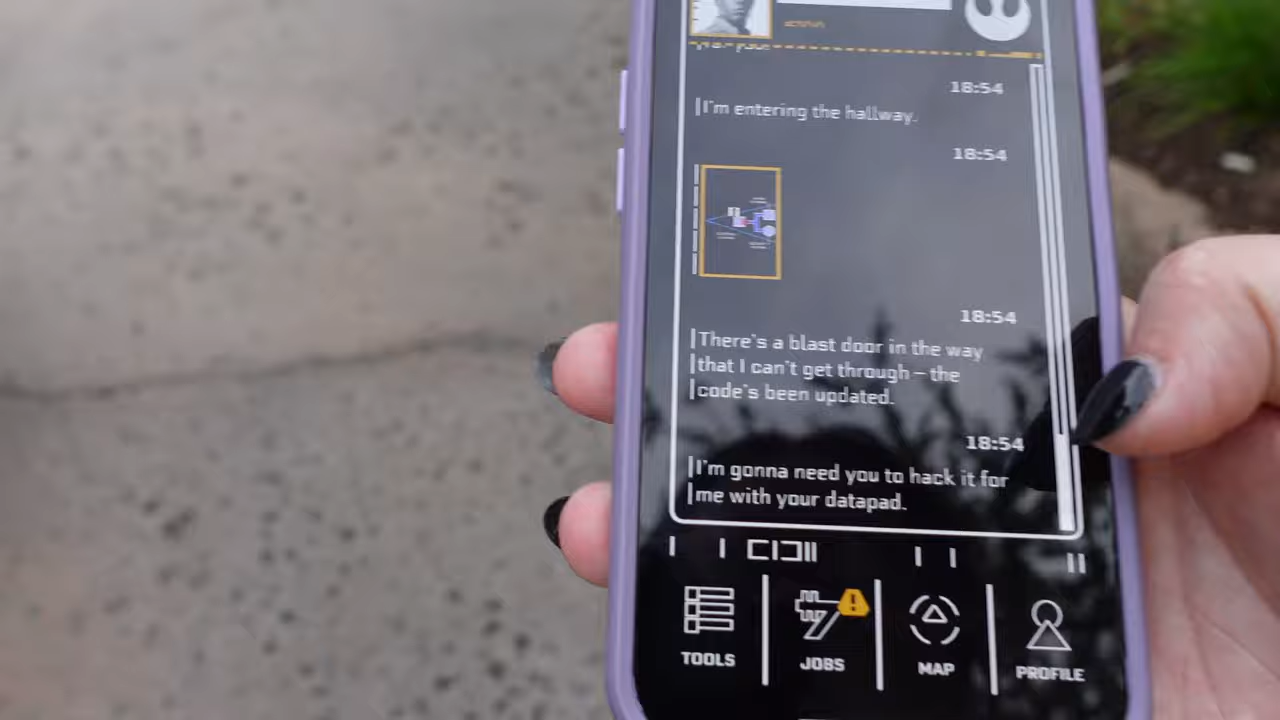 18:54
I'm entering the hallway.
18:54
18:54
There's a blast door in the way
that I can't get through – the
code's been updated.
18:54
I'm gonna need you to hack it for
me with your datapad.
TOOLS
JOBS
MAP
PROFILE